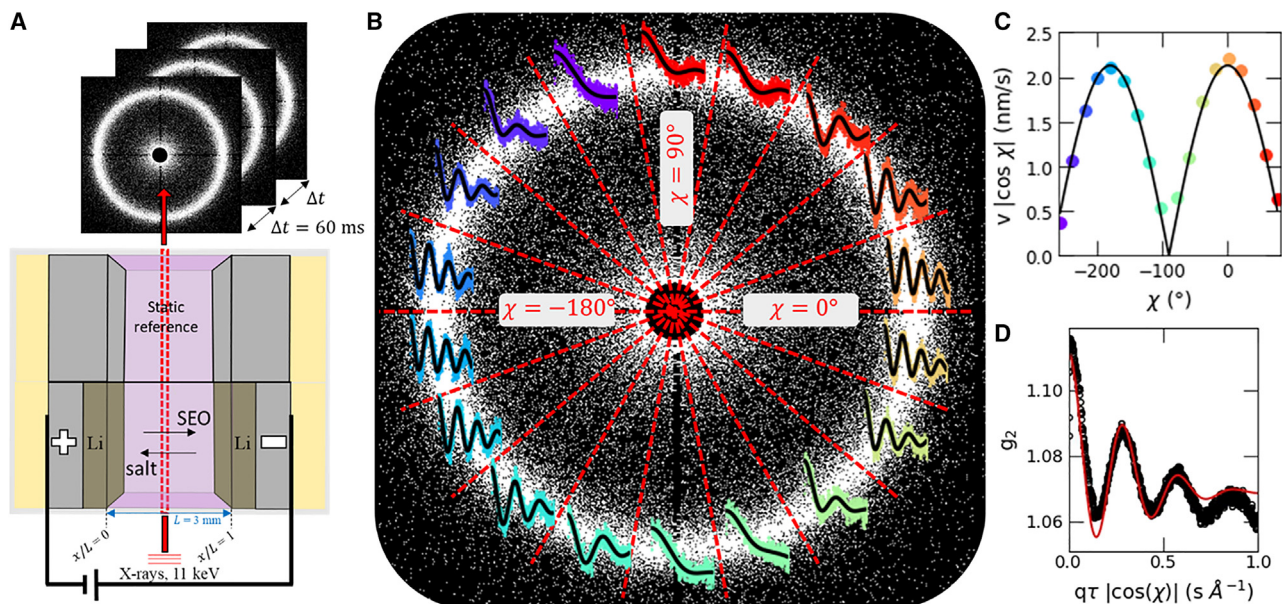 A
Δt
Δt = 60 ms
Static
reference
SEO
salt
Li
Li
L = 3 mm
x/L = 0
x/L = 1
X-rays, 11 keV
B
χ = 90°
χ = −180°
χ = 0°
C
2.5
2.0
1.5
1.0
0.5
0.0
v |cos χ| (nm/s)
−200
−100
0
χ (°)
D
1.10
1.08
1.06
g₂
0.0
0.5
1.0
qτ |cos(χ)| (s Å⁻¹)